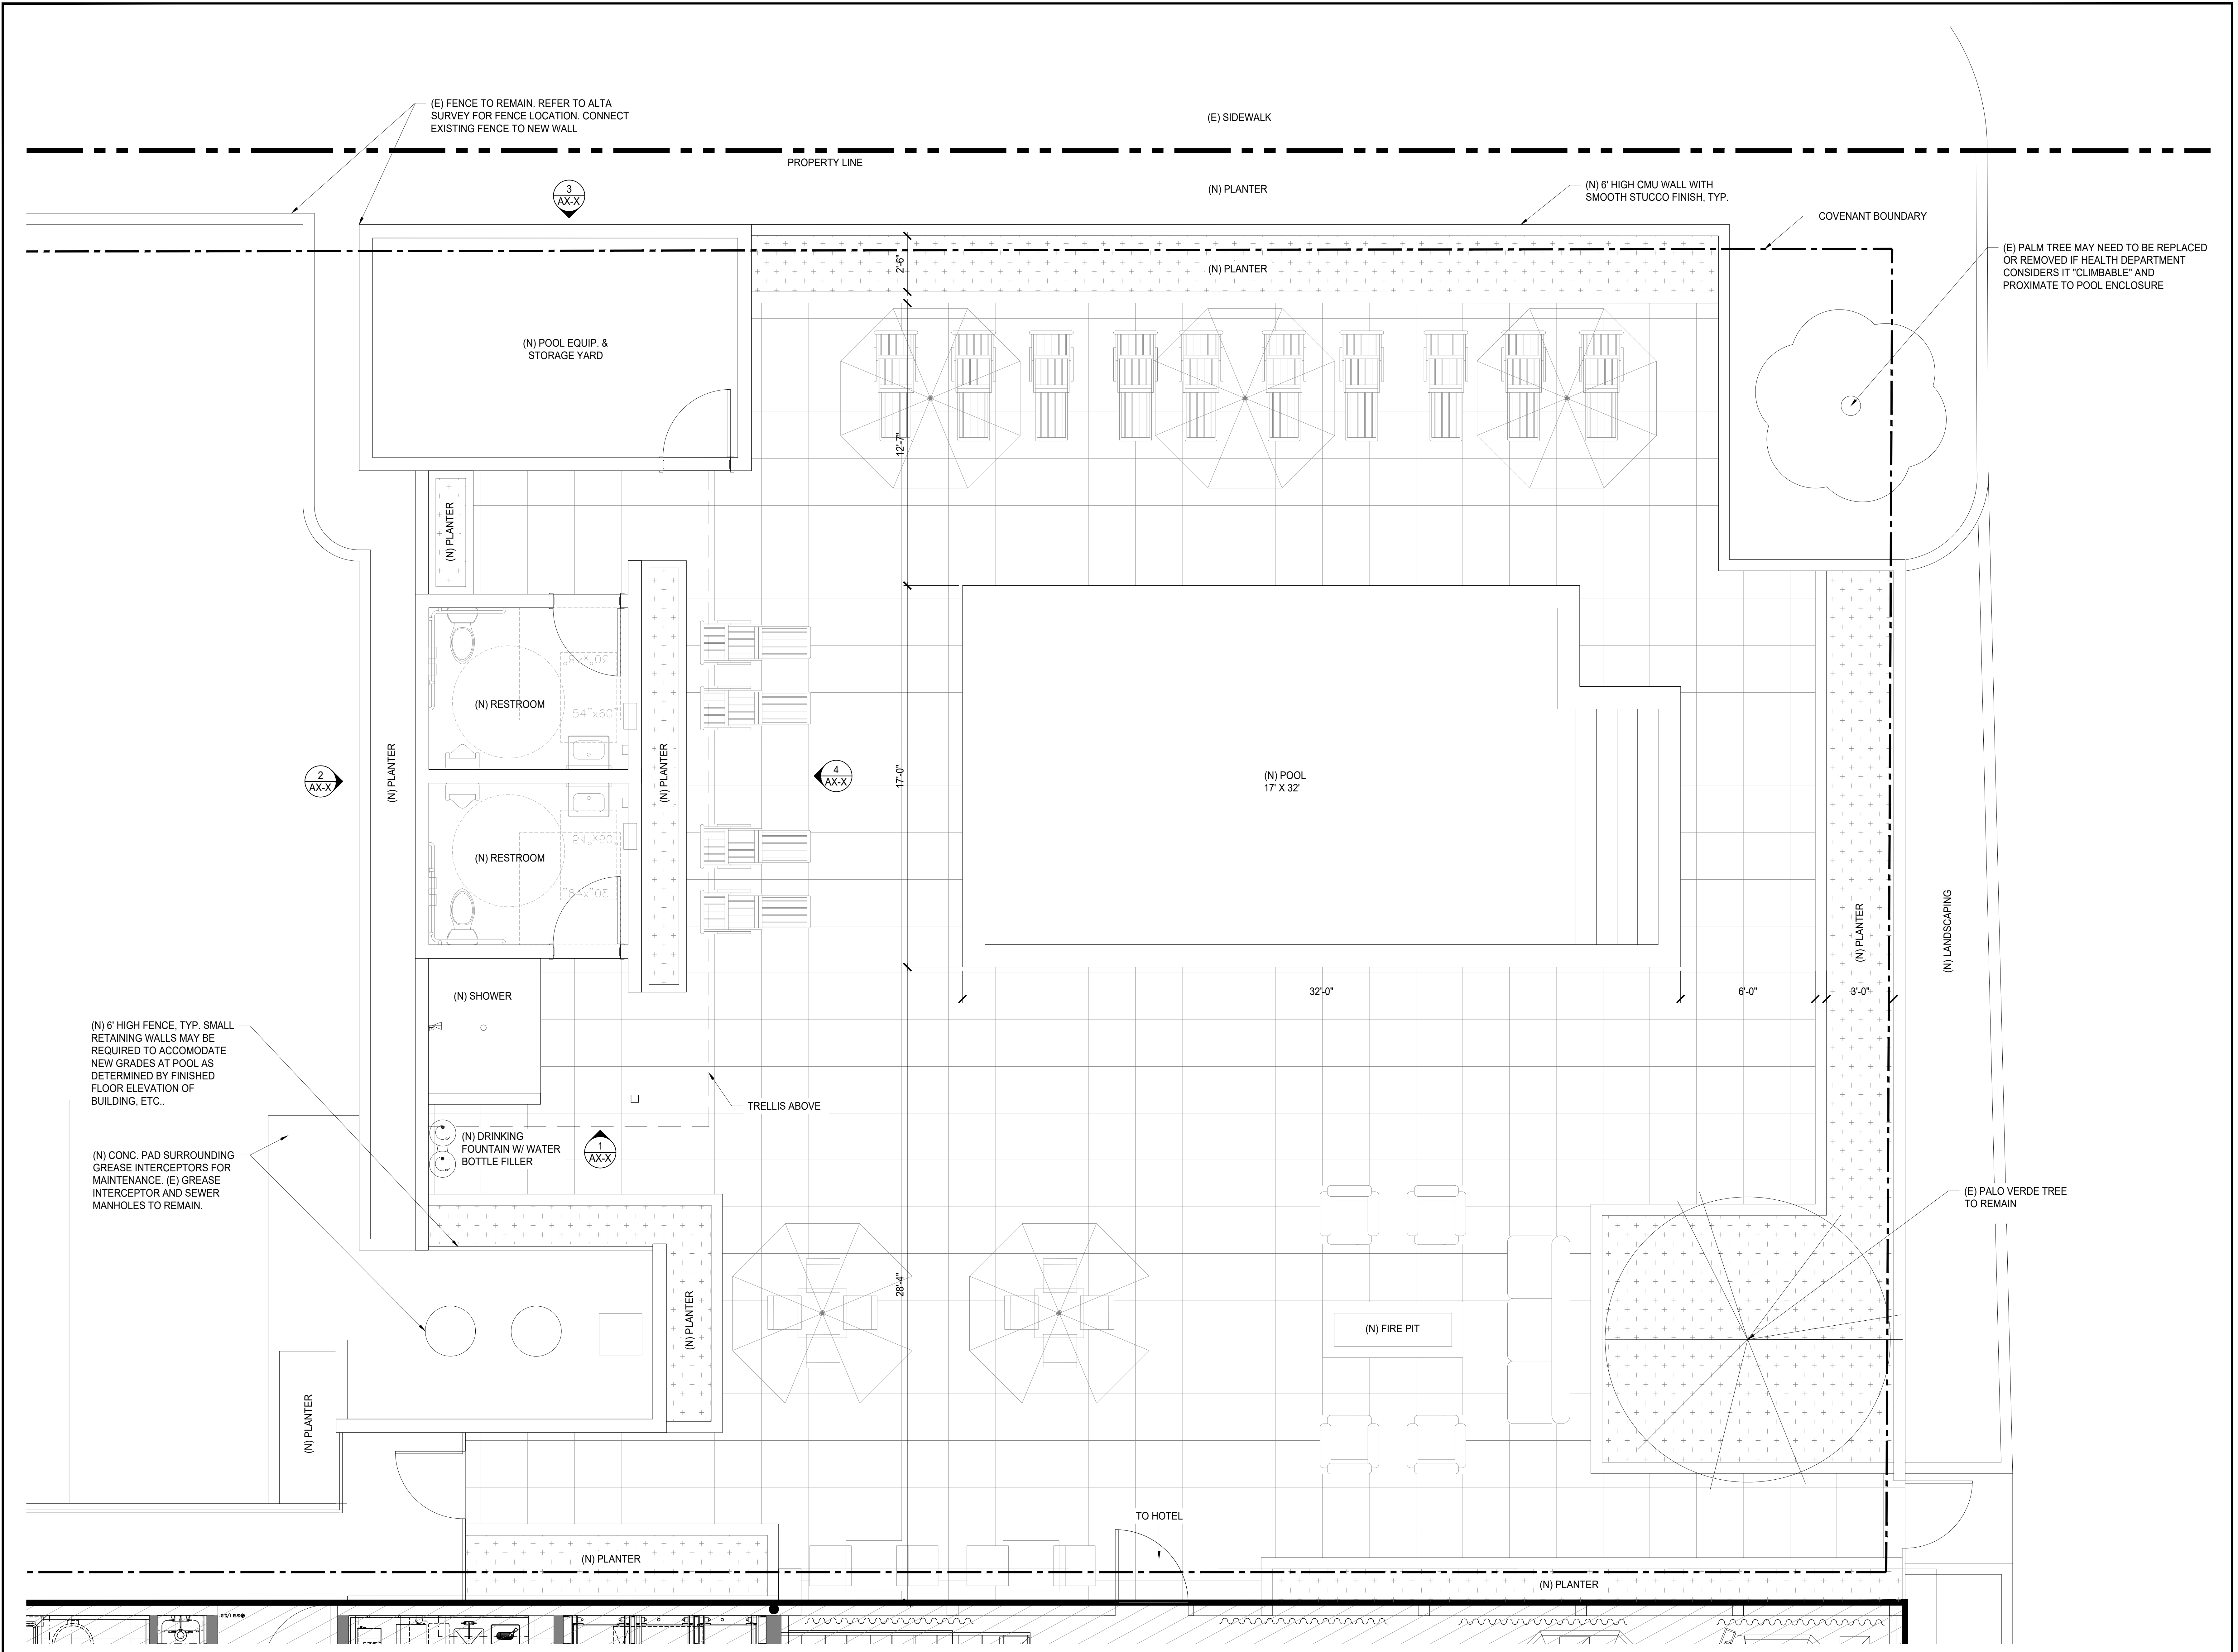 (E) FENCE TO REMAIN. REFER TO ALTA
SURVEY FOR FENCE LOCATION. CONNECT
EXISTING FENCE TO NEW WALL
(E) SIDEWALK
PROPERTY LINE
3
AX-X
(N) PLANTER
(N) 6' HIGH CMU WALL WITH
SMOOTH STUCCO FINISH, TYP.
COVENANT BOUNDARY
(E) PALM TREE MAY NEED TO BE REPLACED
OR REMOVED IF HEALTH DEPARTMENT
CONSIDERS IT "CLIMBABLE" AND
PROXIMATE TO POOL ENCLOSURE
2'-6"
(N) PLANTER
(N) POOL EQUIP. &
STORAGE YARD
12'-7"
(N) PLANTER
30"x48"
(N) RESTROOM
54"x60"
(N) PLANTER
(N) PLANTER
2
AX-X
4
AX-X
17'-0"
(N) POOL
17' X 32'
54"x60"
(N) RESTROOM
30"x48"
(N) PLANTER
(N) LANDSCAPING
(N) SHOWER
32'-0"
6'-0"
3'-0"
(N) 6' HIGH FENCE, TYP. SMALL
RETAINING WALLS MAY BE
REQUIRED TO ACCOMODATE
NEW GRADES AT POOL AS
DETERMINED BY FINISHED
FLOOR ELEVATION OF
BUILDING, ETC..
TRELLIS ABOVE
(N) DRINKING
FOUNTAIN W/ WATER
BOTTLE FILLER
1
AX-X
(N) CONC. PAD SURROUNDING
GREASE INTERCEPTORS FOR
MAINTENANCE. (E) GREASE
INTERCEPTOR AND SEWER
MANHOLES TO REMAIN.
(E) PALO VERDE TREE
TO REMAIN
28'-4"
(N) PLANTER
(N) FIRE PIT
(N) PLANTER
TO HOTEL
(N) PLANTER
(N) PLANTER